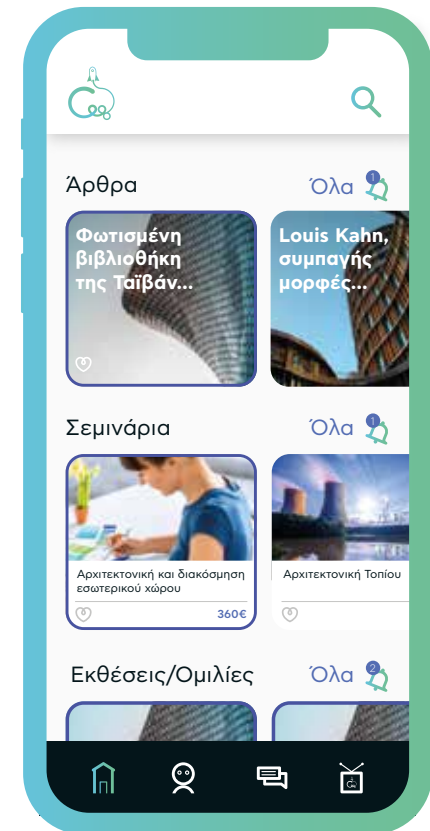 Άρθρα
Όλα
1
Φωτισμένη
βιβλιοθήκη
της Ταϊβάν...
Louis Kahn,
συμπαγής
μορφές...
Σεμινάρια
Όλα
1
Αρχιτεκτονική και διακόσμηση
εσωτερικού χώρου
360€
Αρχιτεκτονική Τοπίου
Εκθέσεις/Ομιλίες
Όλα
2